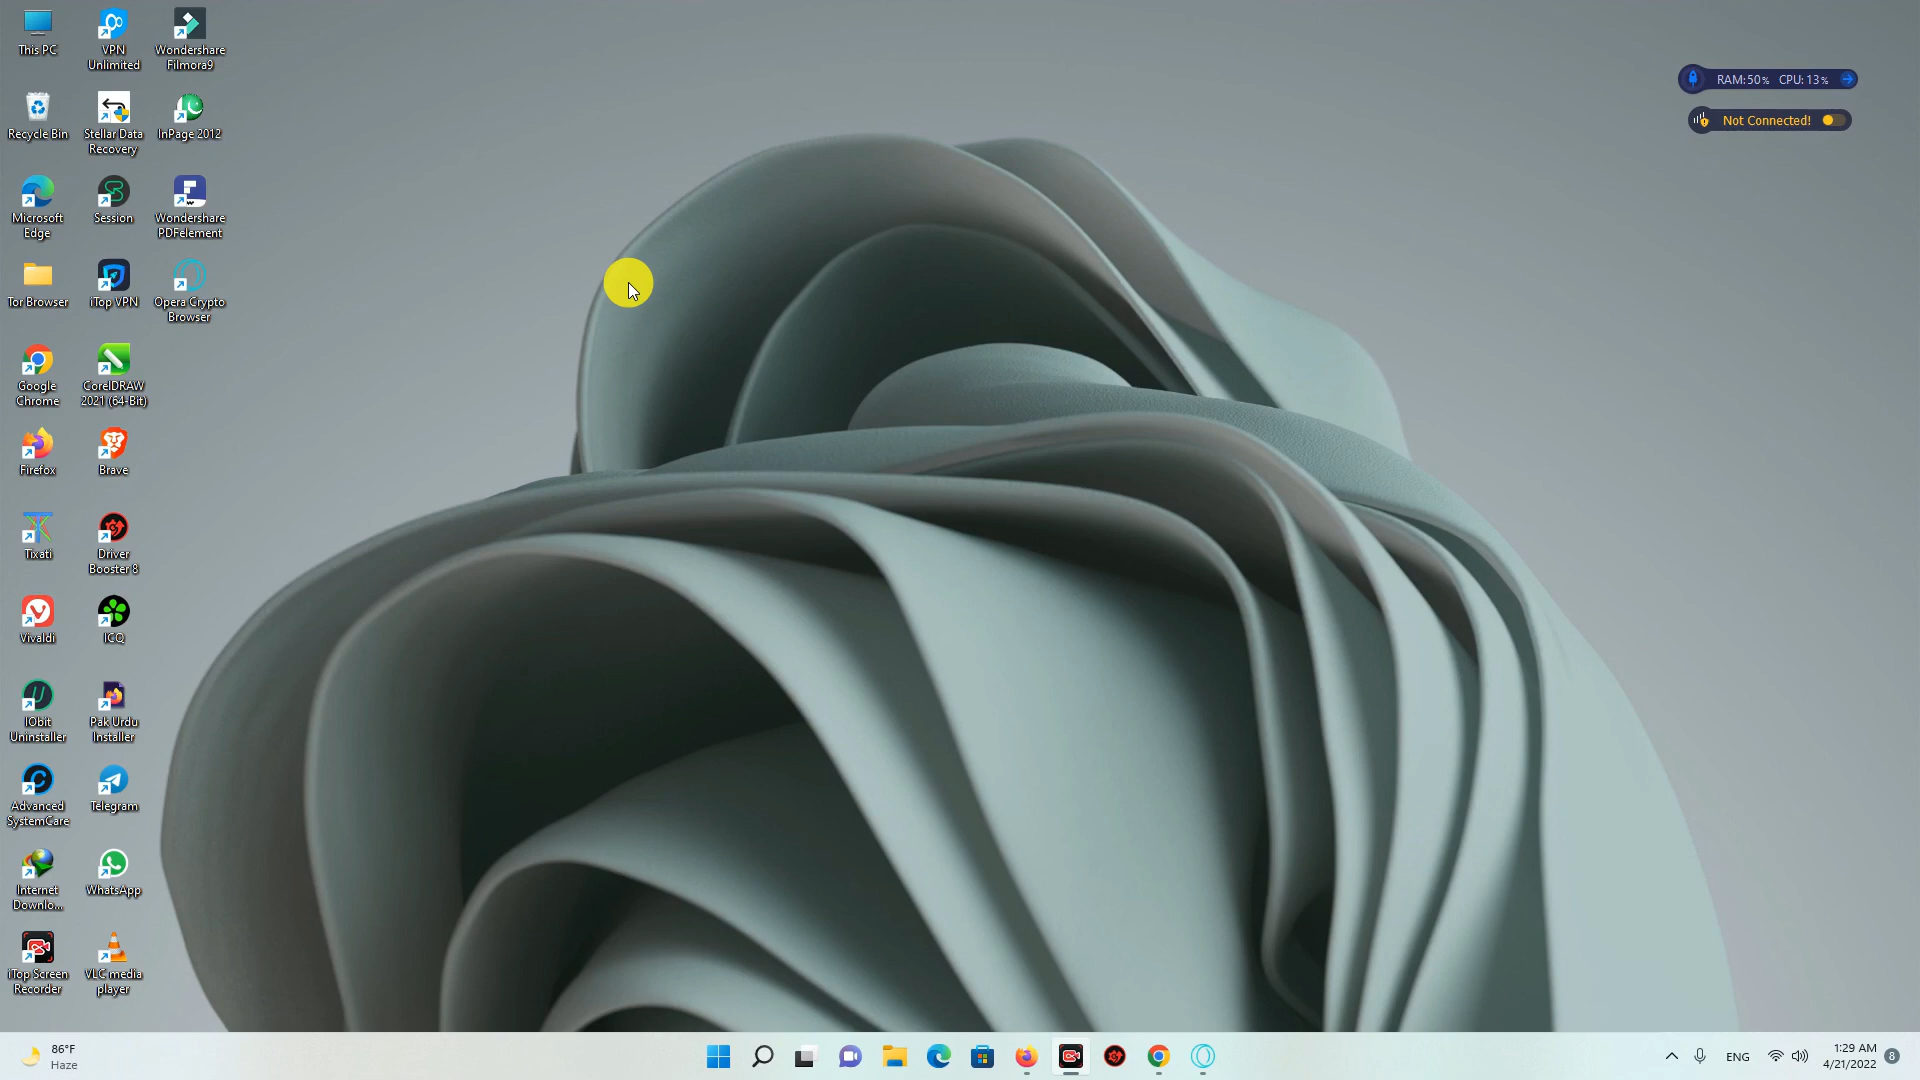 This PC
VPN
Unlimited
Wondershare
Filmora9
Recycle Bin
Stellar Data
Recovery
InPage 2012
Microsoft
Edge
Session
Wondershare
PDFelement
Tor Browser
iTop VPN
Opera Crypto
Browser
Google
Chrome
CorelDRAW
2021 (64-Bit)
Firefox
Brave
Tixati
Driver
Booster 8
Vivaldi
ICQ
IObit
Uninstaller
Pak Urdu
Installer
Advanced
SystemCare
Telegram
Internet
Downlo...
WhatsApp
iTop Screen
Recorder
VLC media
player
RAM:50% CPU: 13%
Not Connected!
86°F
Haze
ENG
1:29 AM
4/21/2022
8